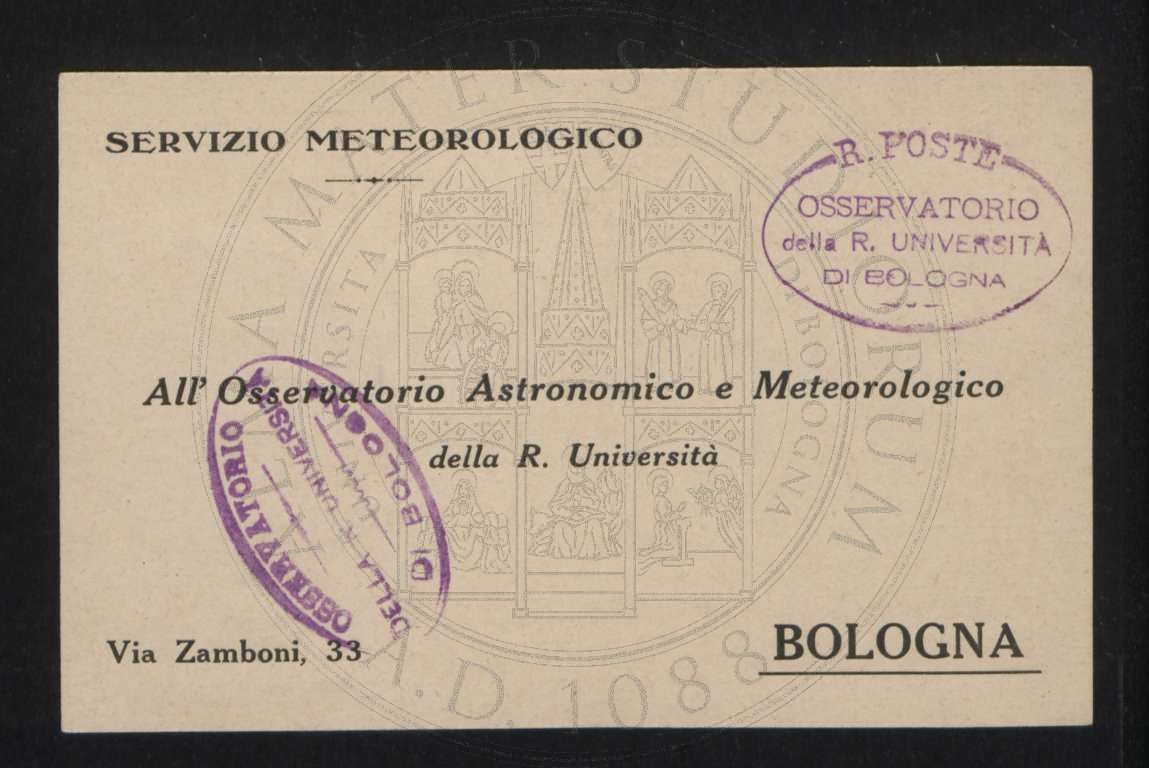 SERVIZIO METEOROLOGICO
R. POSTE
OSSERVATORIO
della R. UNIVERSITÀ
DI BOLOGNA
All' Osservatorio Astronomico e Meteorologico
della R. Università
OSSERVATORIO
DELLA R. UNIVERSITÀ
DI BOLOGNA
Via Zamboni, 33
BOLOGNA
ALMA MATER STUDIORUM
A.D. 1088
UNIVERSITÀ DI BOLOGNA